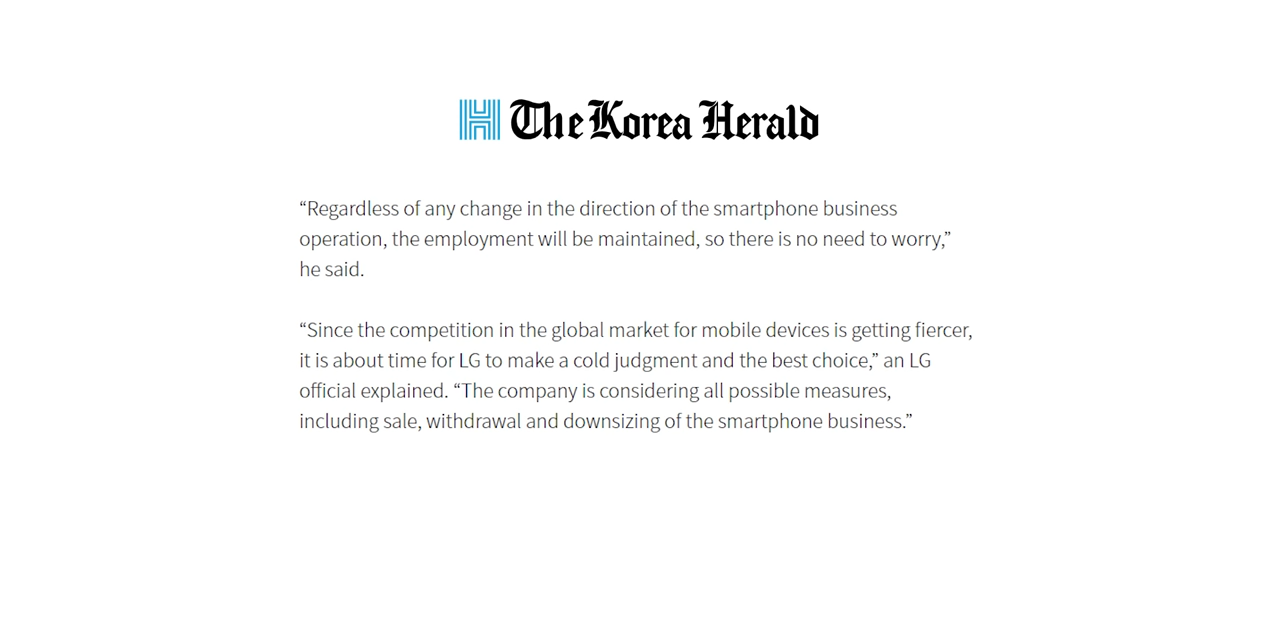 The Korea Herald
“Regardless of any change in the direction of the smartphone business
operation, the employment will be maintained, so there is no need to worry,”
he said.
“Since the competition in the global market for mobile devices is getting fiercer,
it is about time for LG to make a cold judgment and the best choice,” an LG
official explained. “The company is considering all possible measures,
including sale, withdrawal and downsizing of the smartphone business.”